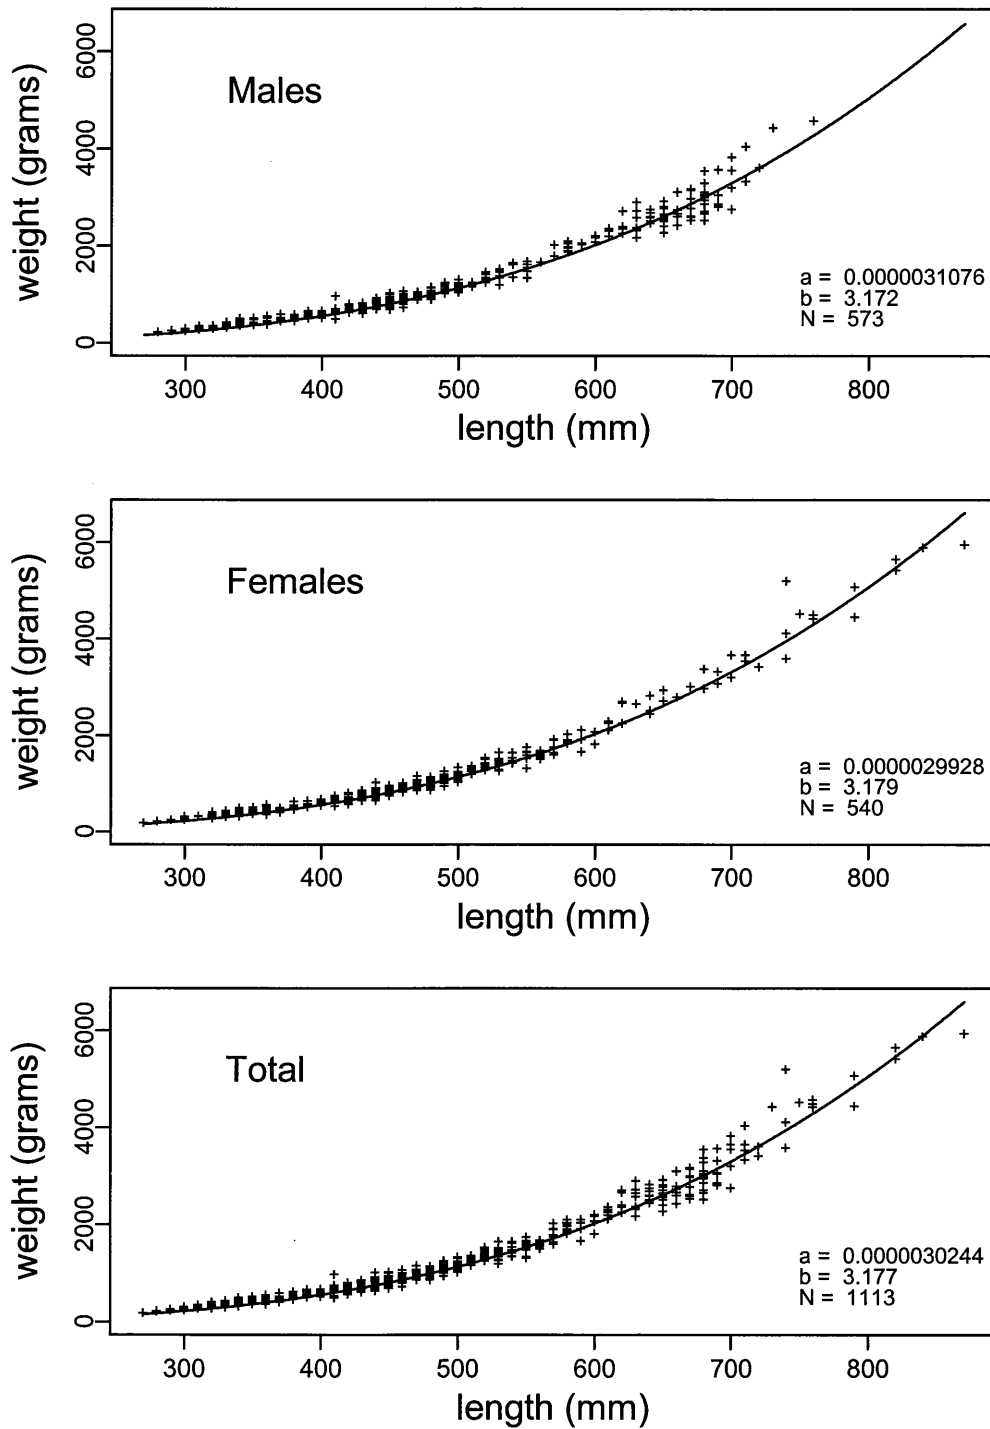 Males
weight (grams)
0
2000
4000
6000
a = 0.0000031076
b = 3.172
N = 573
300 400 500 600 700 800
length (mm)
Females
weight (grams)
0
2000
4000
6000
a = 0.0000029928
b = 3.179
N = 540
300 400 500 600 700 800
length (mm)
Total
weight (grams)
0
2000
4000
6000
a = 0.0000030244
b = 3.177
N = 1113
300 400 500 600 700 800
length (mm)